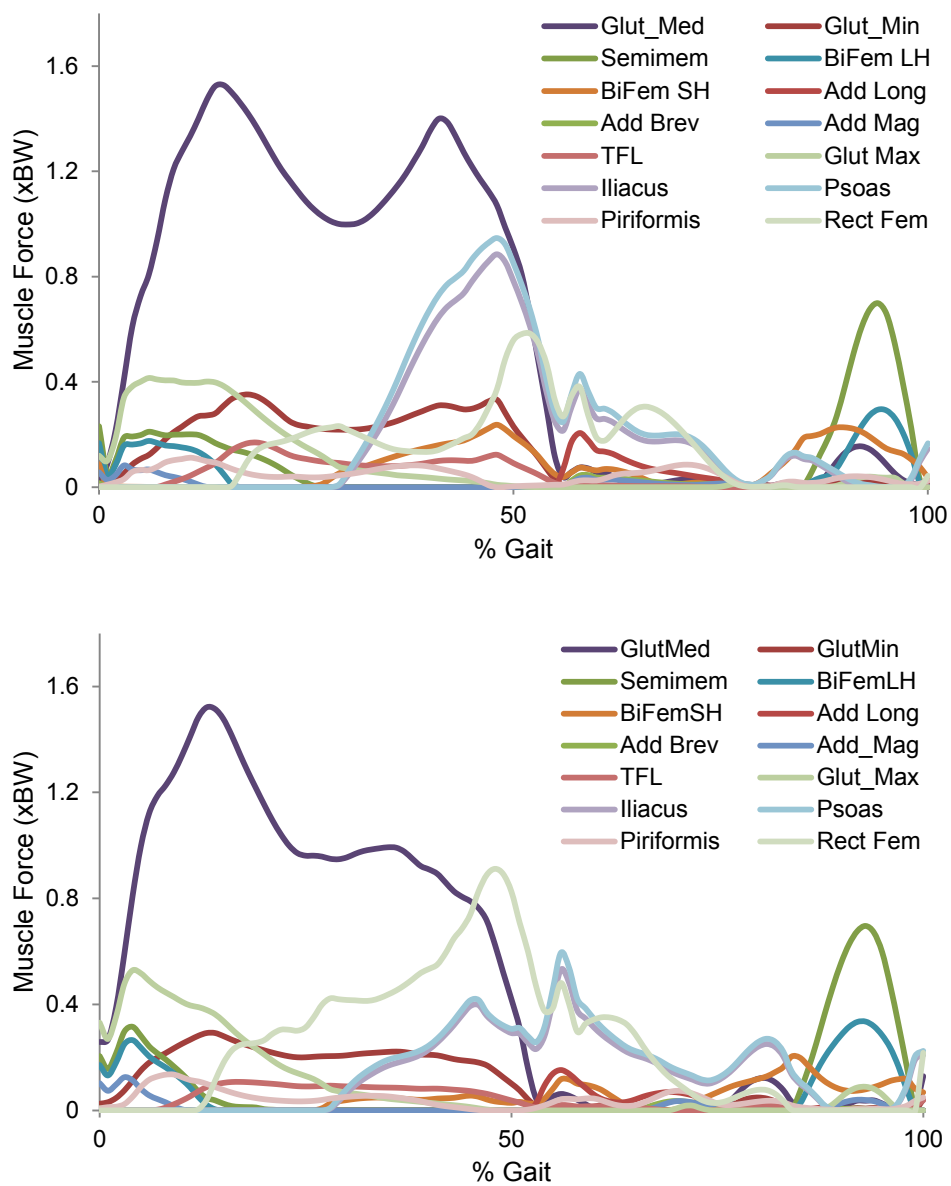 Muscle Force (xBW)
1.6
1.2
0.8
0.4
0
Glut_Med Glut_Min
Semimem BiFem LH
BiFem SH Add Long
Add Brev Add Mag
TFL Glut Max
Iliacus Psoas
Piriformis Rect Fem
0 50 100
% Gait
Muscle Force (xBW)
1.6
1.2
0.8
0.4
0
GlutMed GlutMin
Semimem BiFemLH
BiFemSH Add Long
Add Brev Add_Mag
TFL Glut_Max
Iliacus Psoas
Piriformis Rect Fem
0 50 100
% Gait